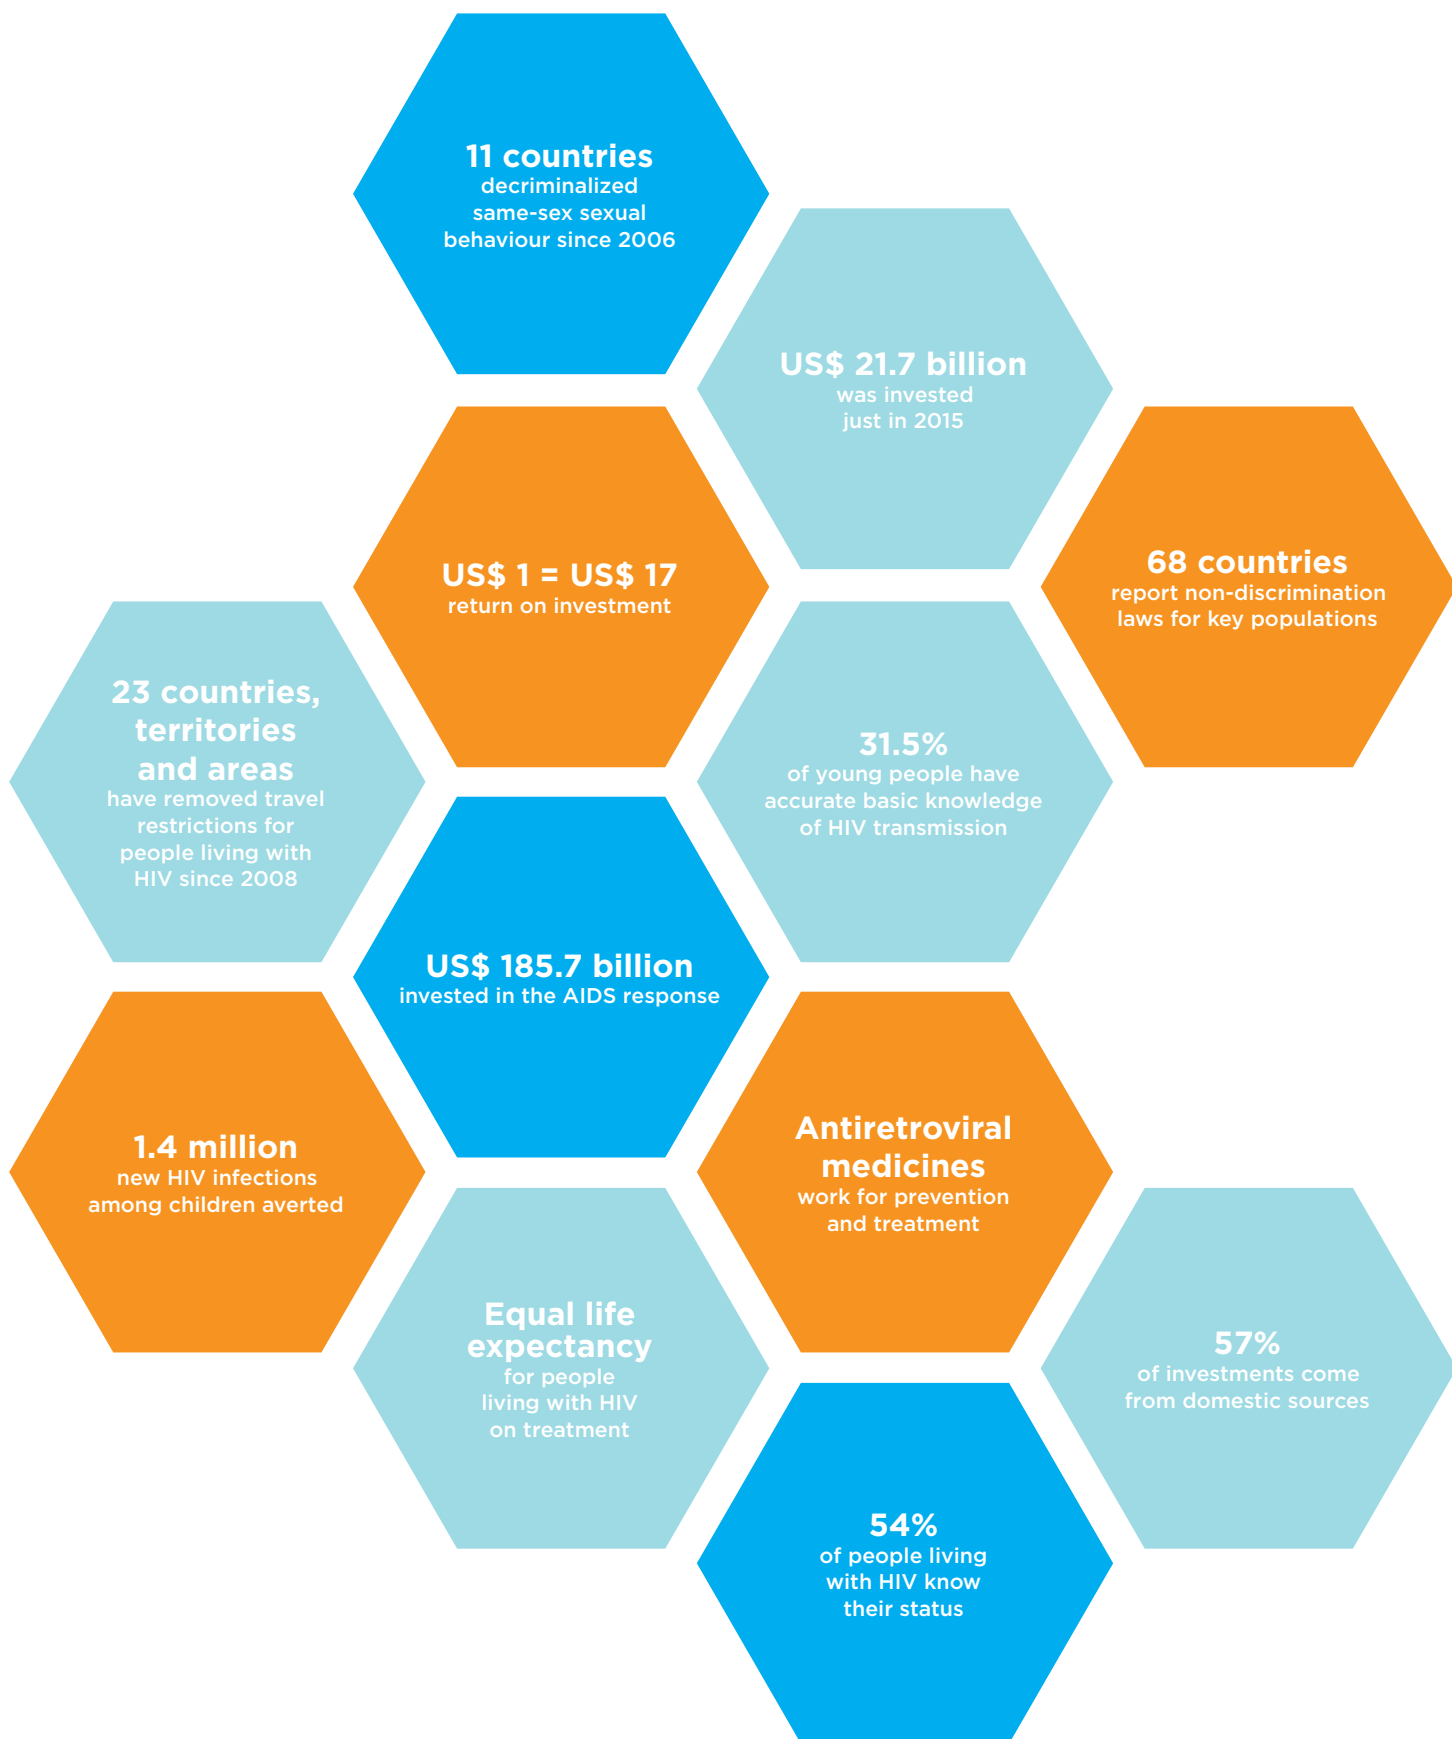 11 countries
decriminalized
same-sex sexual
behaviour since 2006
US$ 21.7 billion
was invested
just in 2015
US$ 1 = US$ 17
return on investment
68 countries
report non-discrimination
laws for key populations
23 countries,
territories
and areas
have removed travel
restrictions for
people living with
HIV since 2008
31.5%
of young people have
accurate basic knowledge
of HIV transmission
US$ 185.7 billion
invested in the AIDS response
1.4 million
new HIV infections
among children averted
Antiretroviral
medicines
work for prevention
and treatment
Equal life
expectancy
for people
living with HIV
on treatment
57%
of investments come
from domestic sources
54%
of people living
with HIV know
their status